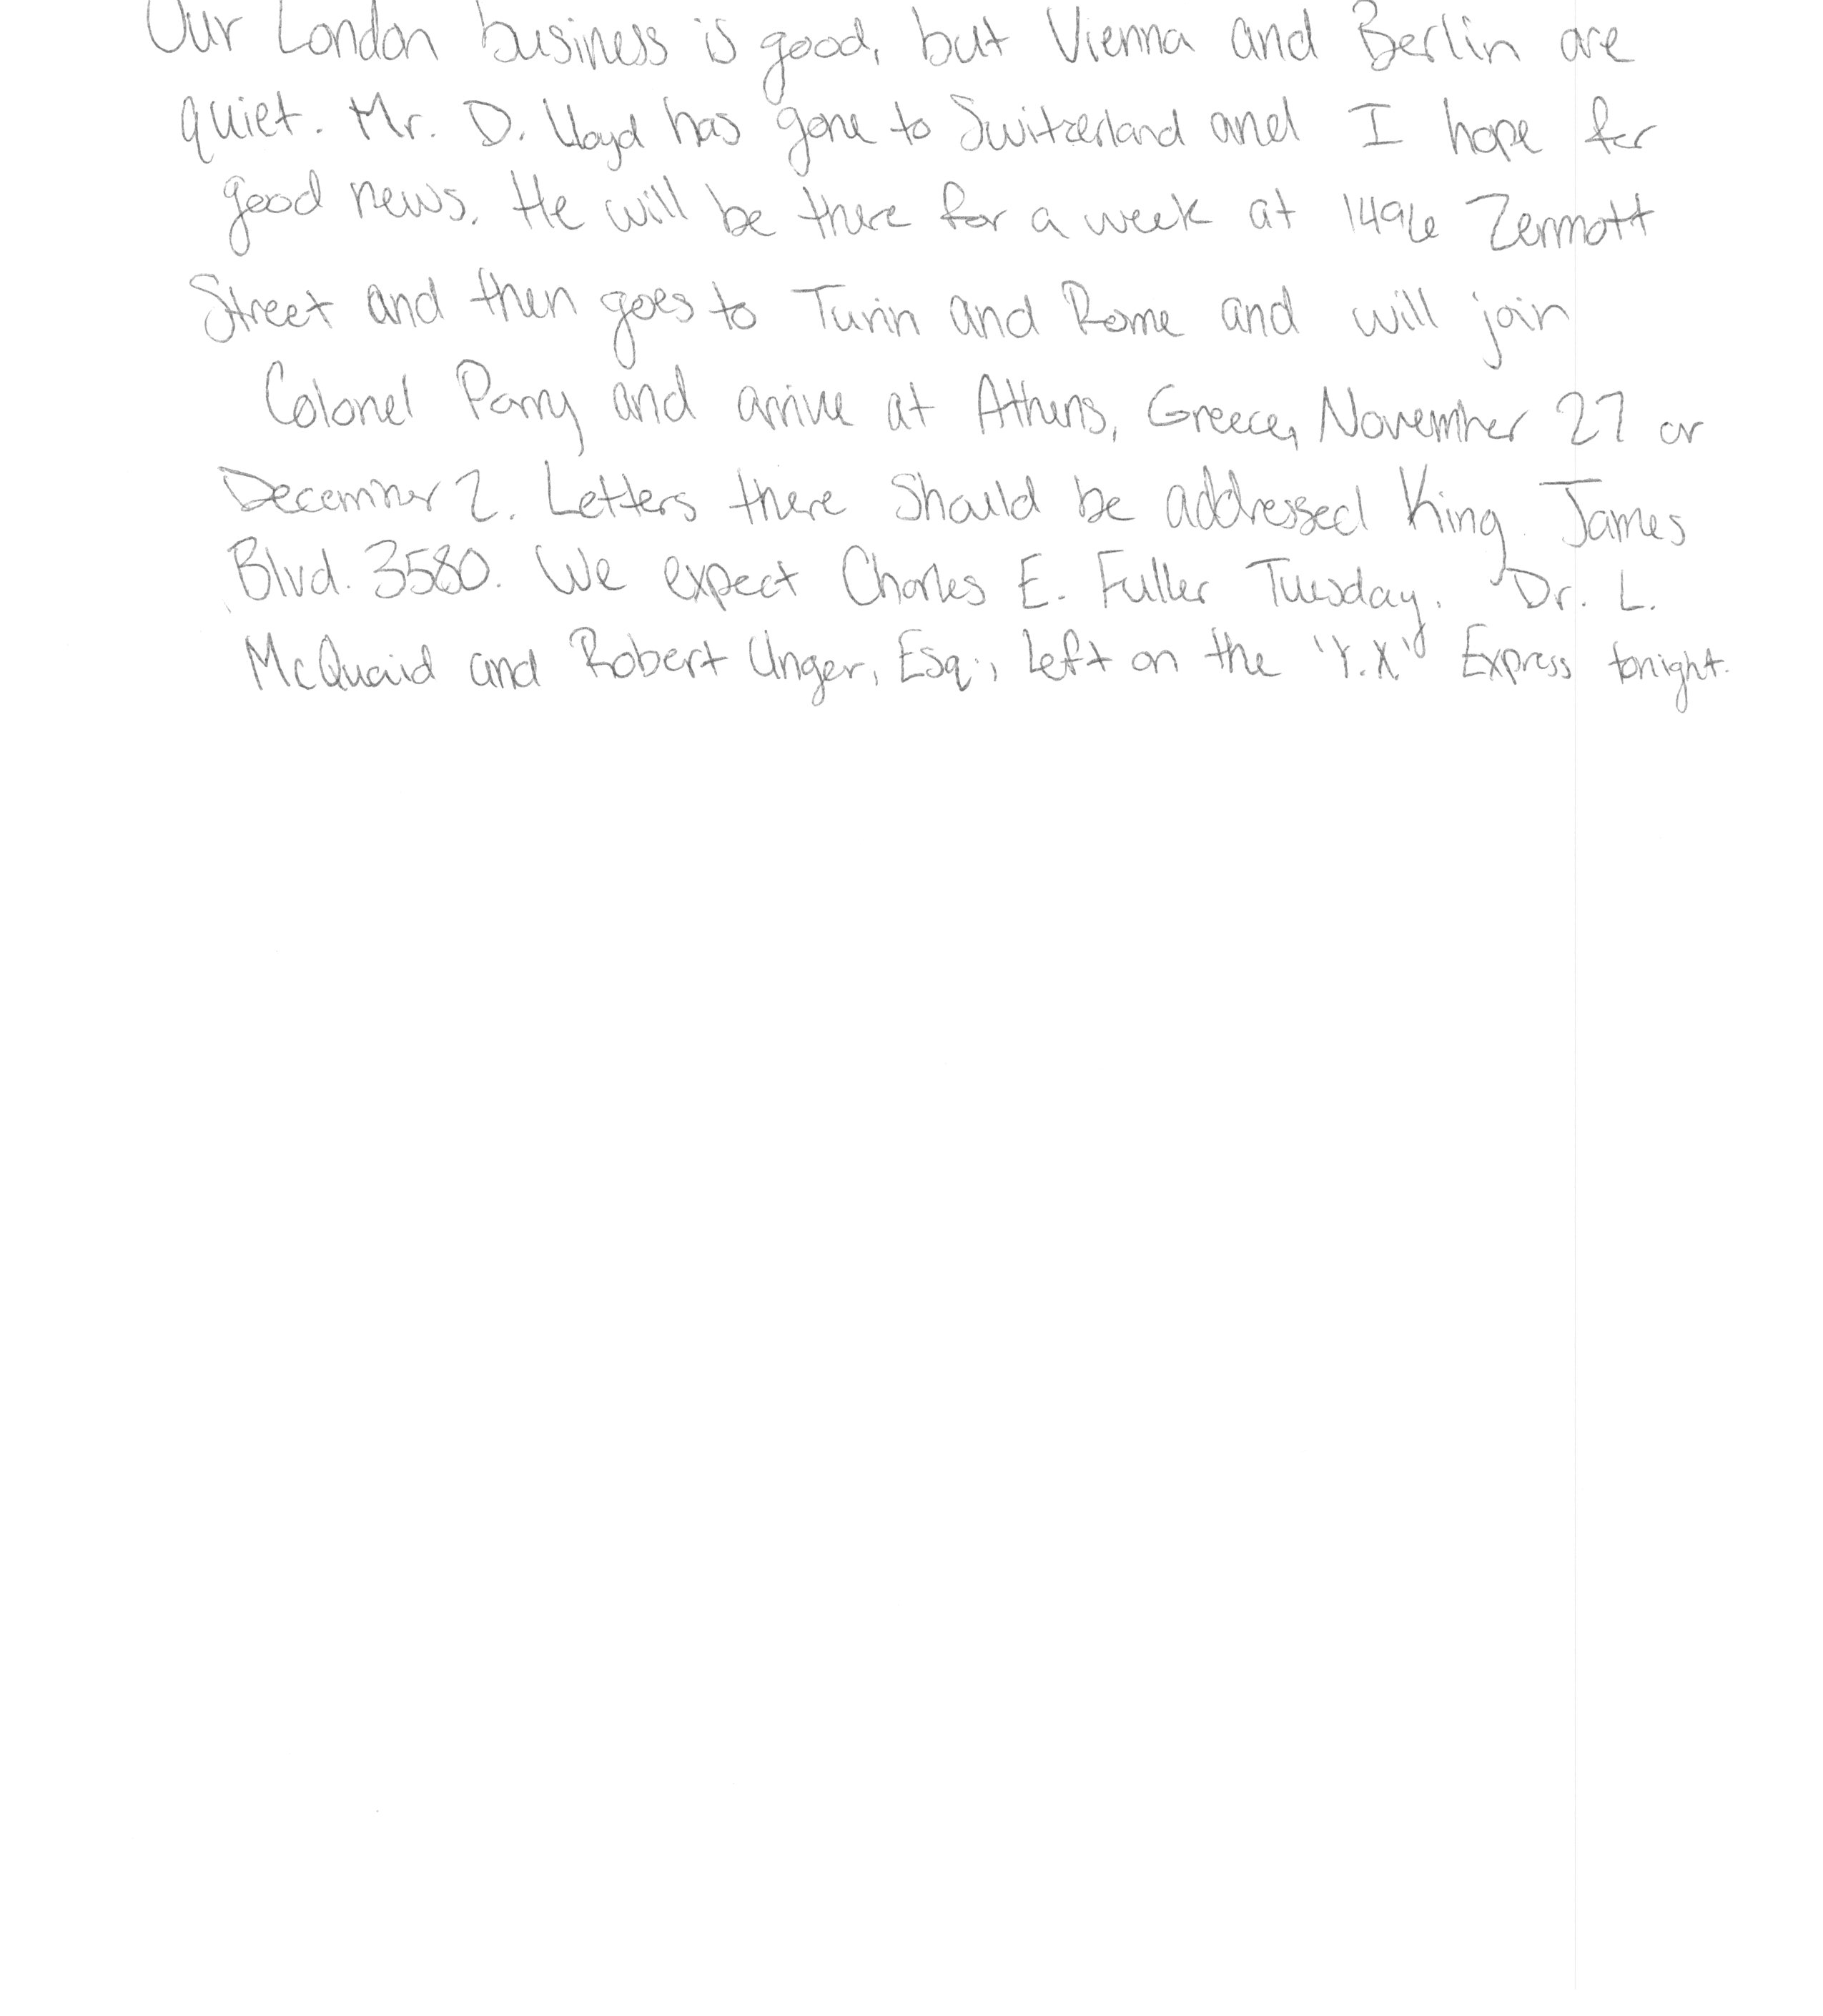 Our London business is good, but Vienna and Berlin are
quiet. Mr. D. Lloyd has gone to Switzerland and I hope for
good news. He will be there for a week at 1496 Zermott
Street and then goes to Turin and Rome and will join
Colonel Parry and arrive at Athens, Greece, November 27 or
December 2. Letters there should be addressed King James
Blvd. 3580. We expect Charles E. Fuller Tuesday. Dr. L.
McQuaid and Robert Unger, Esq., left on the "Y.X." Express tonight.